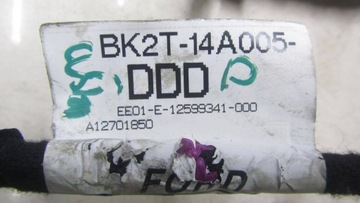 BK2T-14A005-
DDD
EE01-E-12599341-000
A12701850
FORD